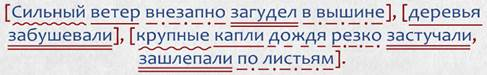 [Сильный ветер внезапно загудел в вышине], [деревья
забушевали], [крупные капли дождя резко застучали,
зашлепали по листьям].